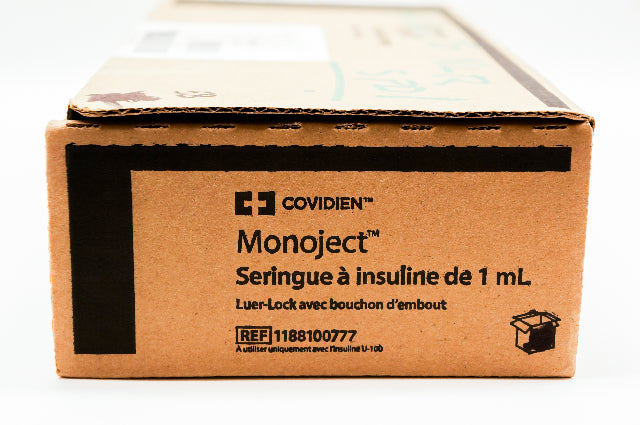 COVIDIEN™
Monoject™
Seringue à insuline de 1 mL
Luer-Lock avec bouchon d'embout
REF 1188100777
À utiliser uniquement avec l'insuline U-100